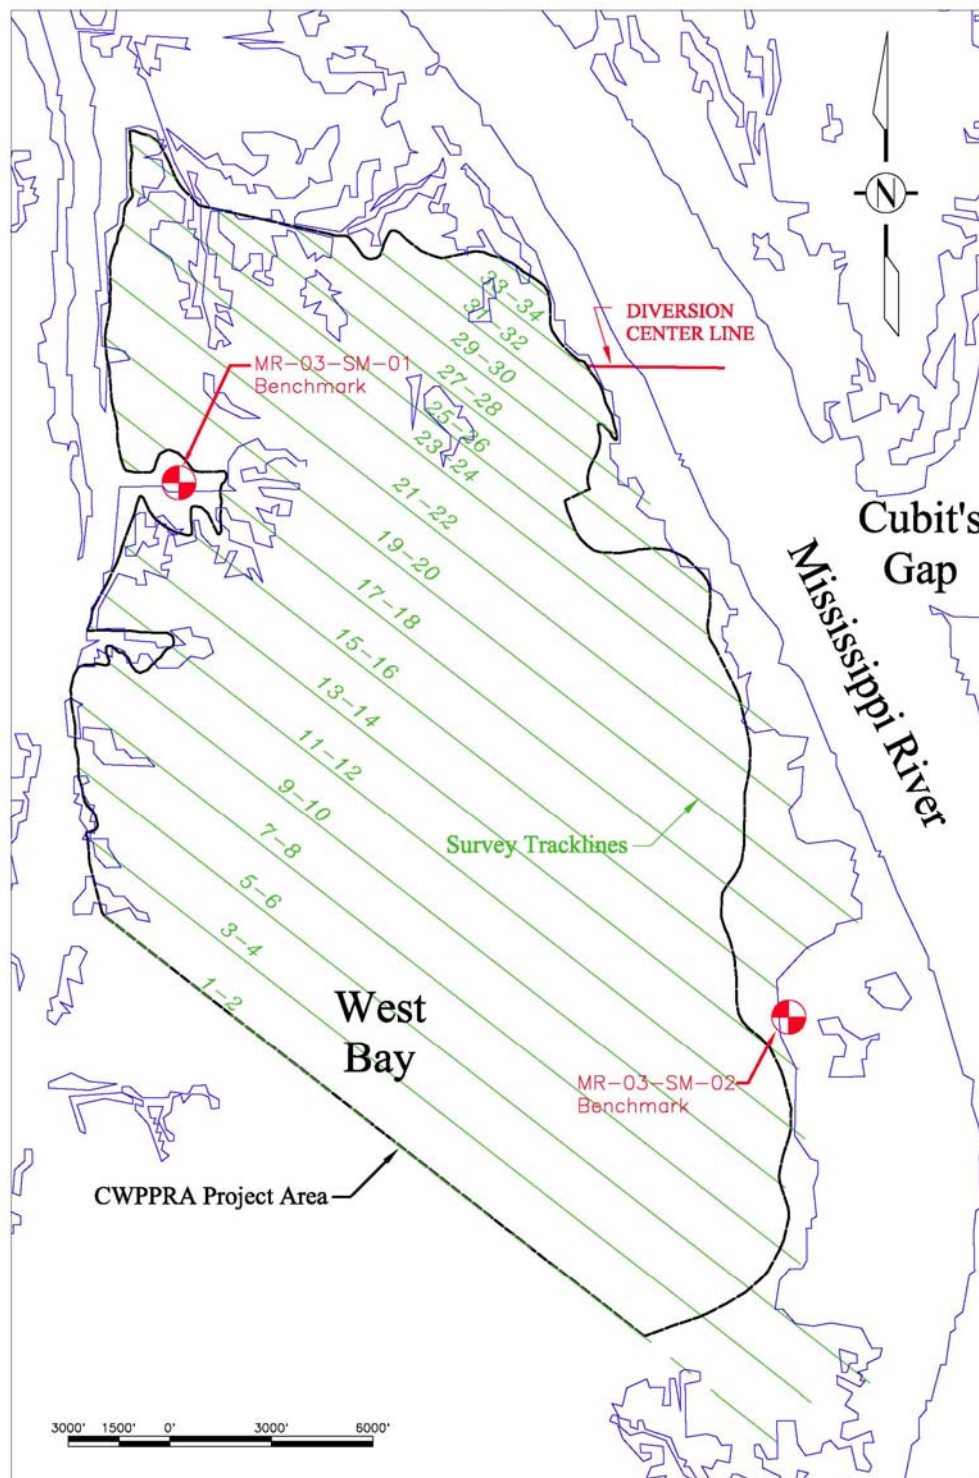 N
33-34
31-32
29-30
27-28
25-26
23-24
21-22
19-20
17-18
15-16
13-14
11-12
9-10
7-8
5-6
3-4
1-2
DIVERSION
CENTER LINE
MR-03-SM-01
Benchmark
Cubit's
Gap
Mississippi River
Survey Tracklines
West
Bay
MR-03-SM-02
Benchmark
CWPPRA Project Area
3000' 1500' 0' 3000' 6000'